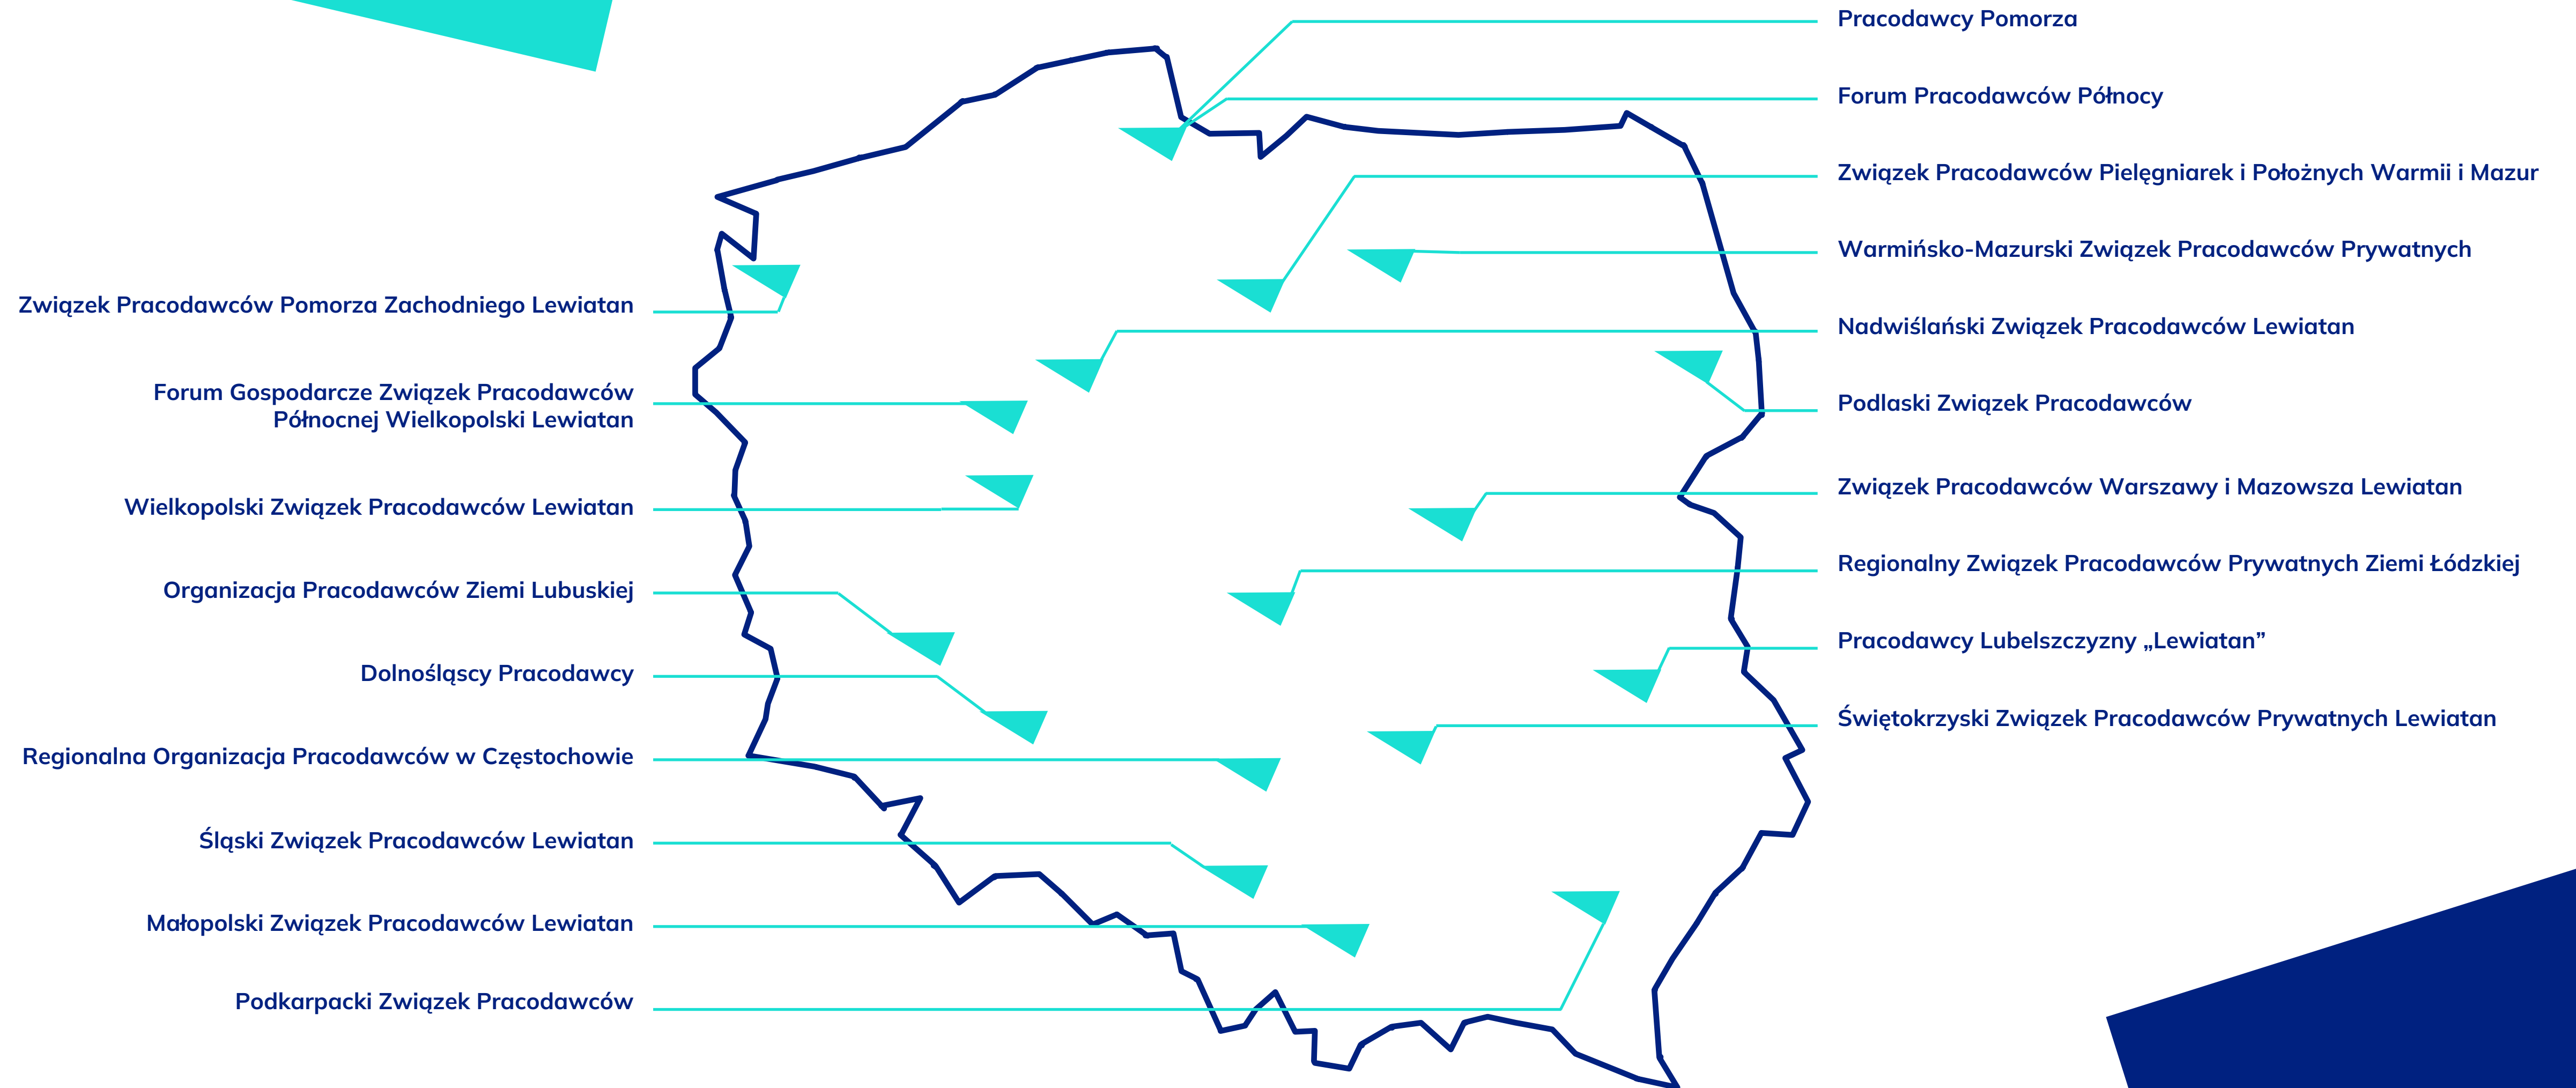 Związek Pracodawców Pomorza Zachodniego Lewiatan
Forum Gospodarcze Związek Pracodawców
Północnej Wielkopolski Lewiatan
Wielkopolski Związek Pracodawców Lewiatan
Organizacja Pracodawców Ziemi Lubuskiej
Dolnośląscy Pracodawcy
Regionalna Organizacja Pracodawców w Częstochowie
Śląski Związek Pracodawców Lewiatan
Małopolski Związek Pracodawców Lewiatan
Podkarpacki Związek Pracodawców
Pracodawcy Pomorza
Forum Pracodawców Północy
Związek Pracodawców Pielęgniarek i Położnych Warmii i Mazur
Warmińsko-Mazurski Związek Pracodawców Prywatnych
Nadwiślański Związek Pracodawców Lewiatan
Podlaski Związek Pracodawców
Związek Pracodawców Warszawy i Mazowsza Lewiatan
Regionalny Związek Pracodawców Prywatnych Ziemi Łódzkiej
Pracodawcy Lubelszczyzny „Lewiatan”
Świętokrzyski Związek Pracodawców Prywatnych Lewiatan